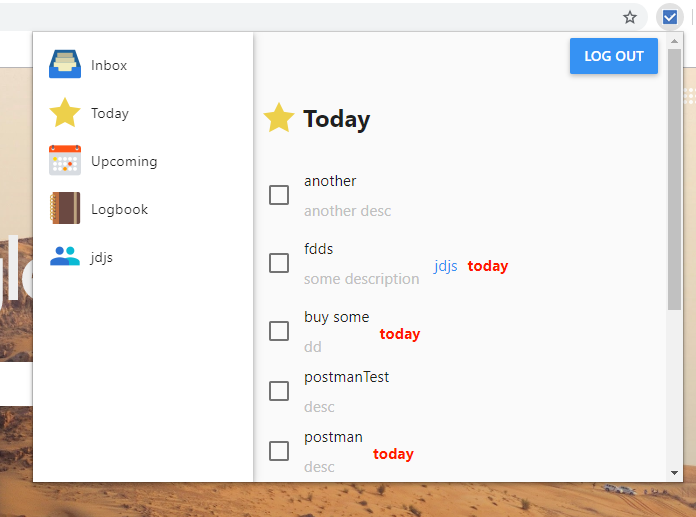 LOG OUT
Inbox
Today
Upcoming
Logbook
jdjs
Today
another
another desc
fdds
some description jdjs today
buy some
today
dd
postmanTest
desc
postman
today
desc